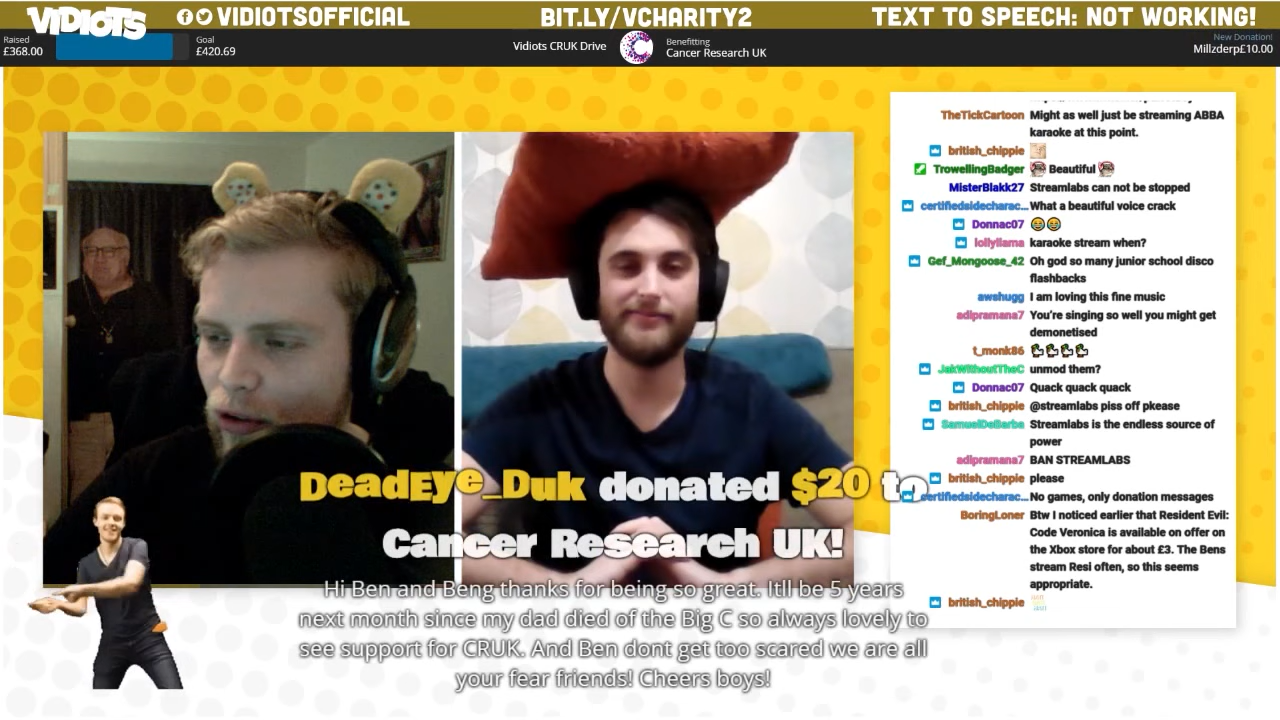 VIDIOTS
VIDIOTSOFFICIAL
BIT.LY/VCHARITY2
TEXT TO SPEECH: NOT WORKING!
Raised
£368.00
Goal
£420.69
Vidiots CRUK Drive
Benefitting
Cancer Research UK
New Donation!
Millzderp£10.00
TheTickCartoon Might as well just be streaming ABBA
karaoke at this point.
british_chippie
TrowellingBadger Beautiful
MisterBlakk27 Streamlabs can not be stopped
certifiedsidecharac... What a beautiful voice crack
Donnac07
lollyllama karaoke stream when?
Gef_Mongoose_42 Oh god so many junior school disco
flashbacks
awshugg I am loving this fine music
adipramana7 You're singing so well you might get
demonetised
t_monk86
JakWithoutTheC unmod them?
Donnac07 Quack quack quack
british_chippie @streamlabs piss off pkease
SamuelDeBarba Streamlabs is the endless source of
power
adipramana7 BAN STREAMLABS
british_chippie please
certifiedsidecharac... No games, only donation messages
BoringLoner Btw I noticed earlier that Resident Evil:
Code Veronica is available on offer on
the Xbox store for about £3. The Bens
stream Resi often, so this seems
appropriate.
british_chippie
DeadEye_Duk donated $20 to
Cancer Research UK!
Hi Ben and Beng thanks for being so great. Itll be 5 years
next month since my dad died of the Big C so always lovely to
see support for CRUK. And Ben dont get too scared we are all
your fear friends! Cheers boys!